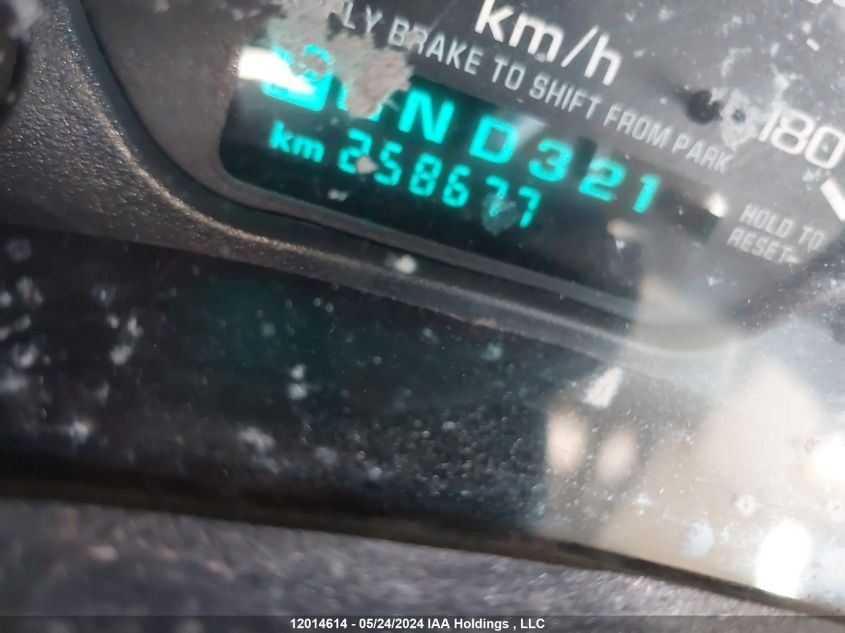 km/h
BRAKE TO SHIFT FROM PARK
180
N D 3 2 1
km 258677
HOLD TO
RESET
12014614 - 05/24/2024 IAA Holdings , LLC